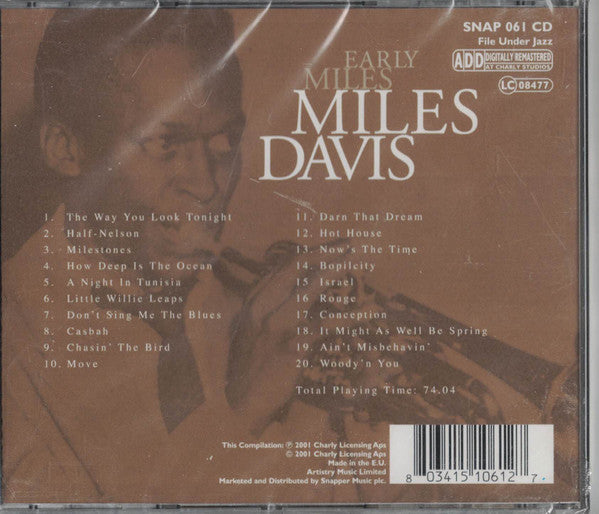 SNAP 061 CD
File Under Jazz
ADD DIGITALLY REMASTERED
AT CHARLY STUDIOS
LC 08477
EARLY
MILES
MILES
DAVIS
1. The Way You Look Tonight
2. Half-Nelson
3. Milestones
4. How Deep Is The Ocean
5. A Night In Tunisia
6. Little Willie Leaps
7. Don't Sing Me The Blues
8. Casbah
9. Chasin' The Bird
10. Move
11. Darn That Dream
12. Hot House
13. Now's The Time
14. Bopilcity
15. Israel
16 Rouge
17. Conception
18. It Might As Well Be Spring
19. Ain't Misbehavin'
20. Woody'n You
Total Playing Time: 74.04
This Compilation: ℗ 2001 Charly Licensing Aps
© 2001 Charly Licensing Aps
Made in the E.U.
Artistry Music Limited
Marketed and Distributed by Snapper Music plc.
8 03415 10612 7